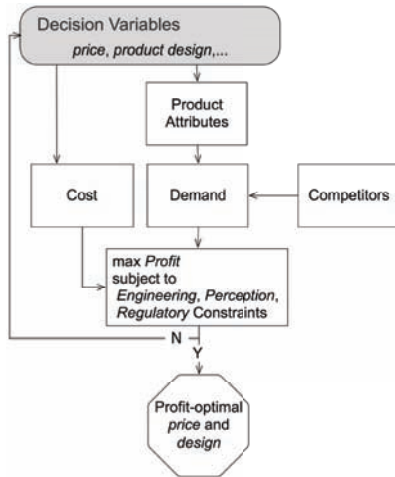 Decision Variables
price, product design,...
Product
Attributes
Cost
Demand
Competitors
max Profit
subject to
Engineering, Perception,
Regulatory Constraints
N
Y
Profit-optimal
price and
design